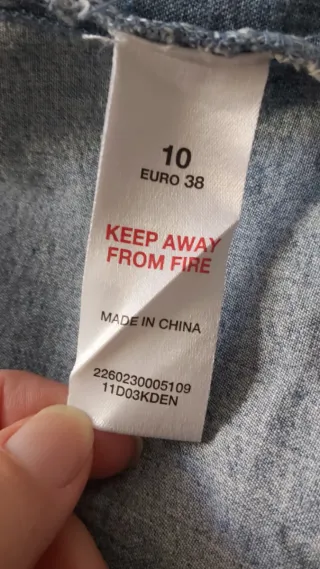 10
EURO 38
KEEP AWAY
FROM FIRE
MADE IN CHINA
2260230005109
11D03KDEN